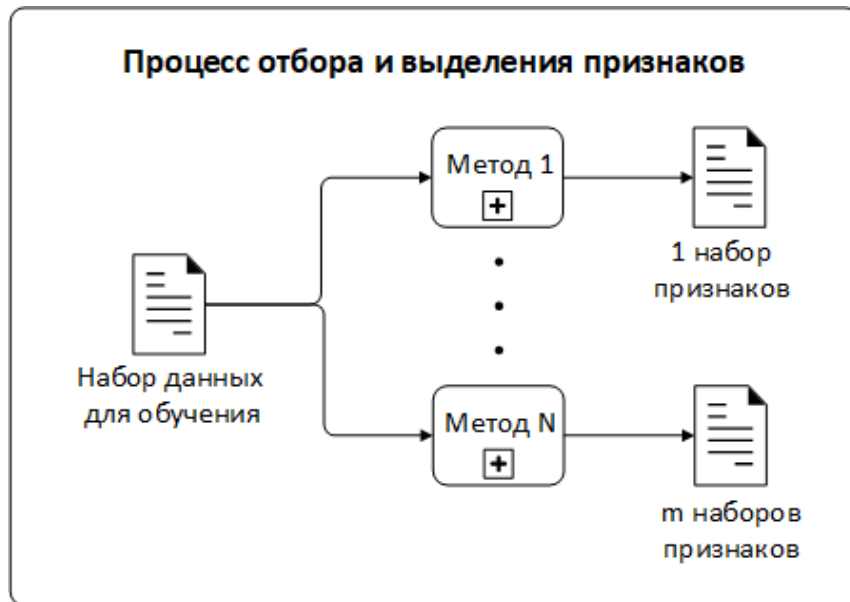 Процесс отбора и выделения признаков
Метод 1
1 набор
признаков
Набор данных
для обучения
Метод N
m наборов
признаков